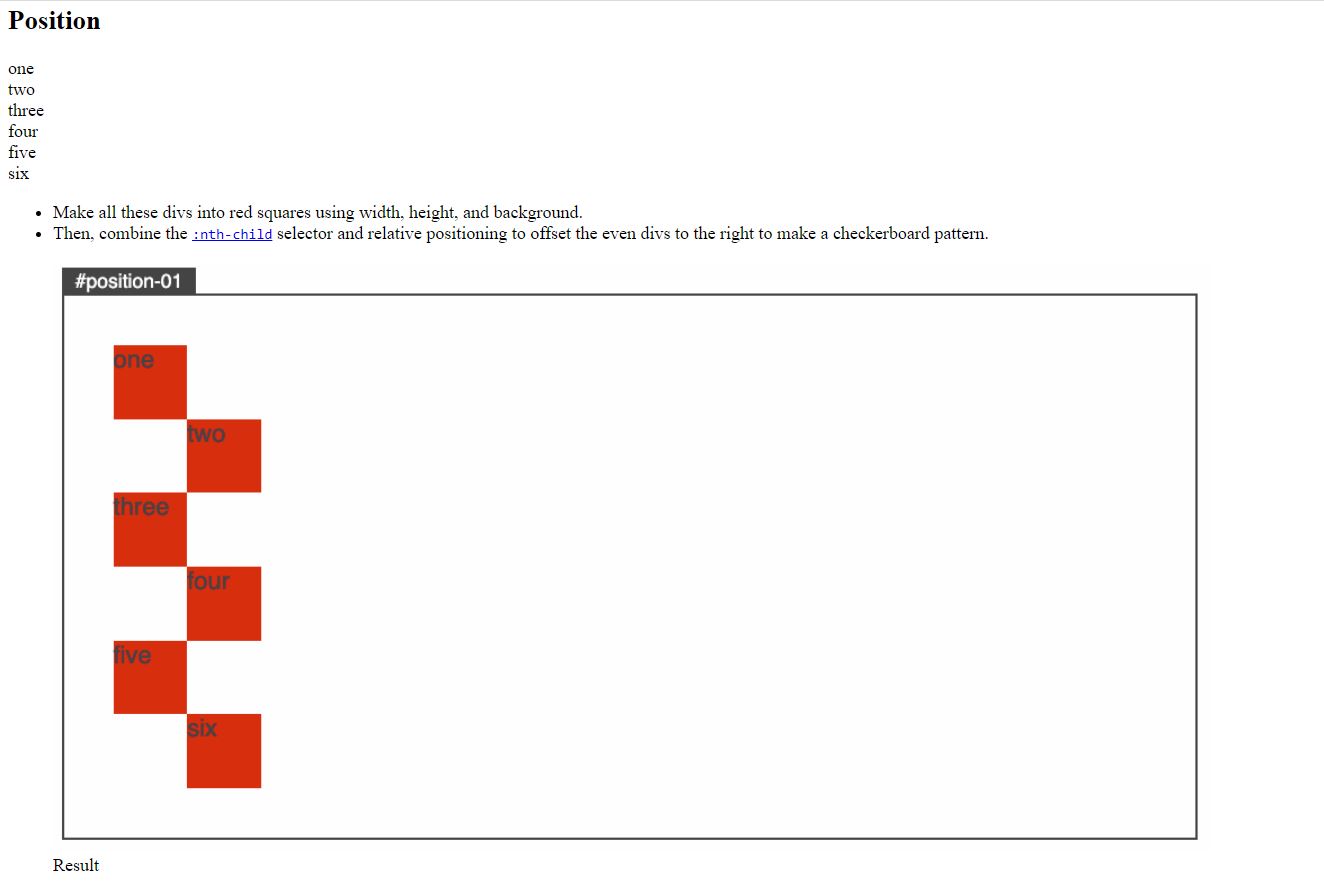 Position
one
two
three
four
five
six
Make all these divs into red squares using width, height, and background.
Then, combine the :nth-child selector and relative positioning to offset the even divs to the right to make a checkerboard pattern.
#position-01
one
two
three
four
five
six
Result